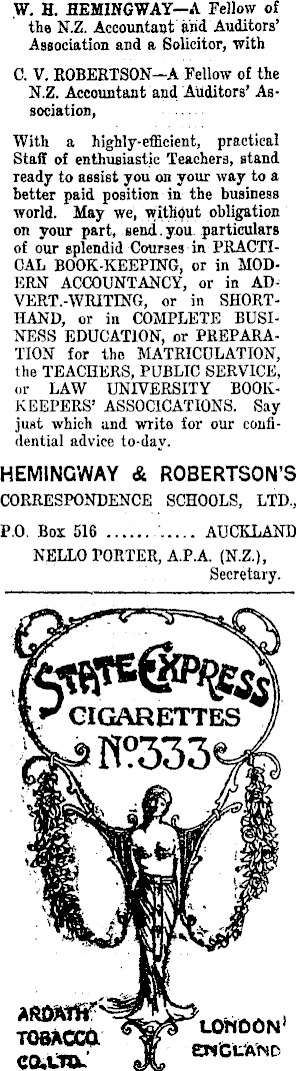 W. H. HEMINGWAY—A Fellow of
the N.Z. Accountant and Auditors'
Association and a Solicitor, with
C. V. ROBERTSON—A Fellow of the
N.Z. Accountant and Auditors' As-
sociation,
With a highly-efficient, practical
Staff of enthusiastic Teachers, stand
ready to assist you on your way to a
better paid position in the business
world. May we, without obligation
on your part, send you particulars
of our splendid Courses in PRACTI-
CAL BOOK-KEEPING, or in MOD-
ERN ACCOUNTANCY, or in AD-
VERT.-WRITING, or in SHORT-
HAND, or in COMPLETE BUSI-
NESS EDUCATION, or PREPARA-
TION for the MATRICULATION,
the TEACHERS, PUBLIC SERVICE,
or LAW UNIVERSITY BOOK-
KEEPERS' ASSOCICATIONS. Say
just which and write for our confi-
dential advice to-day.
HEMINGWAY & ROBERTSON'S
CORRESPONDENCE SCHOOLS, LTD.,
P.O. Box 516 ............ AUCKLAND
NELLO PORTER, A.P.A. (N.Z.),
Secretary.
STATE EXPRESS
CIGARETTES
Nº 333
ARDATH
TOBACCO
CO., LTD.
LONDON
ENGLAND